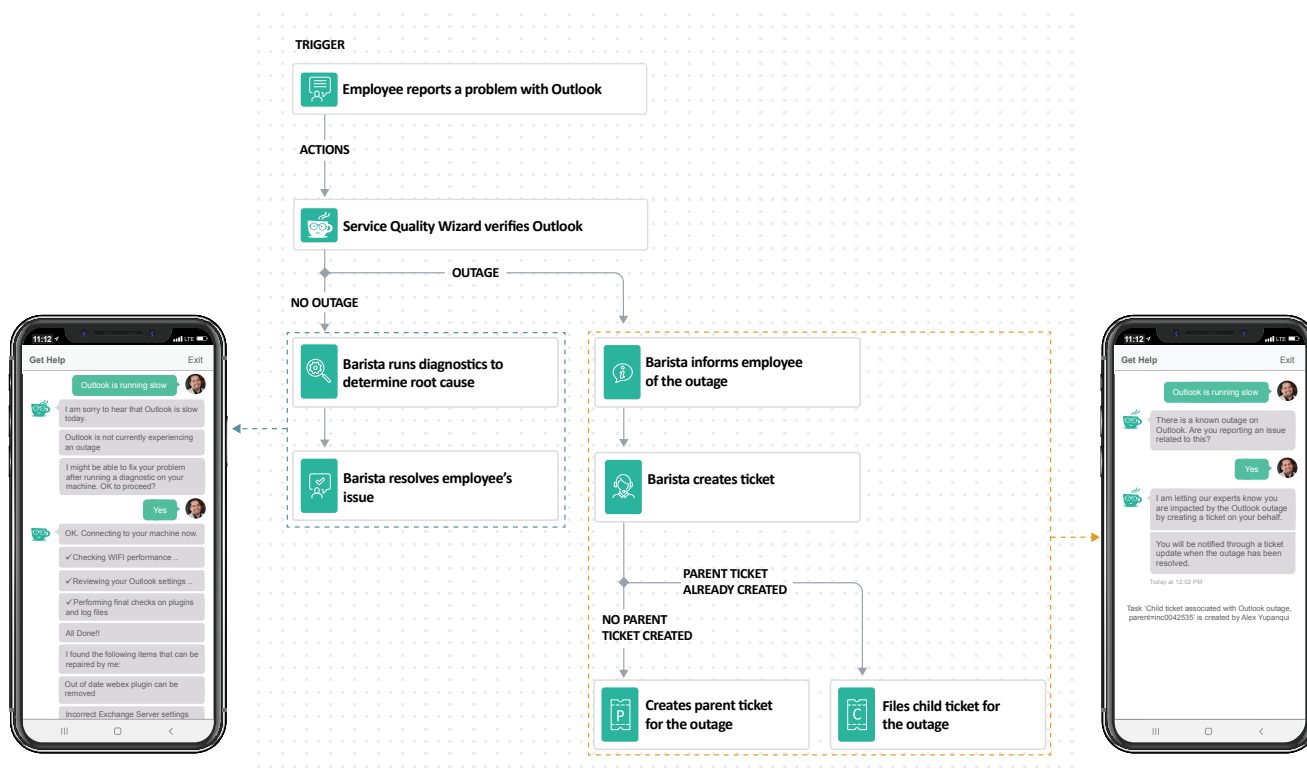 TRIGGER
Employee reports a problem with Outlook
ACTIONS
Service Quality Wizard verifies Outlook
OUTAGE
NO OUTAGE
Barista runs diagnostics to
determine root cause
Barista resolves employee's
issue
Barista informs employee
of the outage
Barista creates ticket
PARENT TICKET
ALREADY CREATED
NO PARENT
TICKET CREATED
P
Creates parent ticket
for the outage
C
Files child ticket for
the outage
11:12
LTE
Get Help
Exit
Outlook is running slow
I am sorry to hear that Outlook is slow
today.
Outlook is not currently experiencing
an outage
I might be able to fix your problem
after running a diagnostic on your
machine. OK to proceed?
Yes
OK. Connecting to your machine now.
✓Checking WIFI performance ..
✓Reviewing your Outlook settings ..
✓Performing final checks on plugins
and log files
All Done!!
I found the following items that can be
repaired by me:
Out of date webex plugin can be
removed
Incorrect Exchange Server settings
11:12
LTE
Get Help
Exit
Outlook is running slow
There is a known outage on
Outlook. Are you reporting an issue
related to this?
Yes
I am letting our experts know you
are impacted by the Outlook outage
by creating a ticket on your behalf.
You will be notified through a ticket
update when the outage has been
resolved.
Today at 12:02 PM
Task 'Child ticket associated with Outlook outage,
parent=inc0042535' is created by Alex Yupanqui